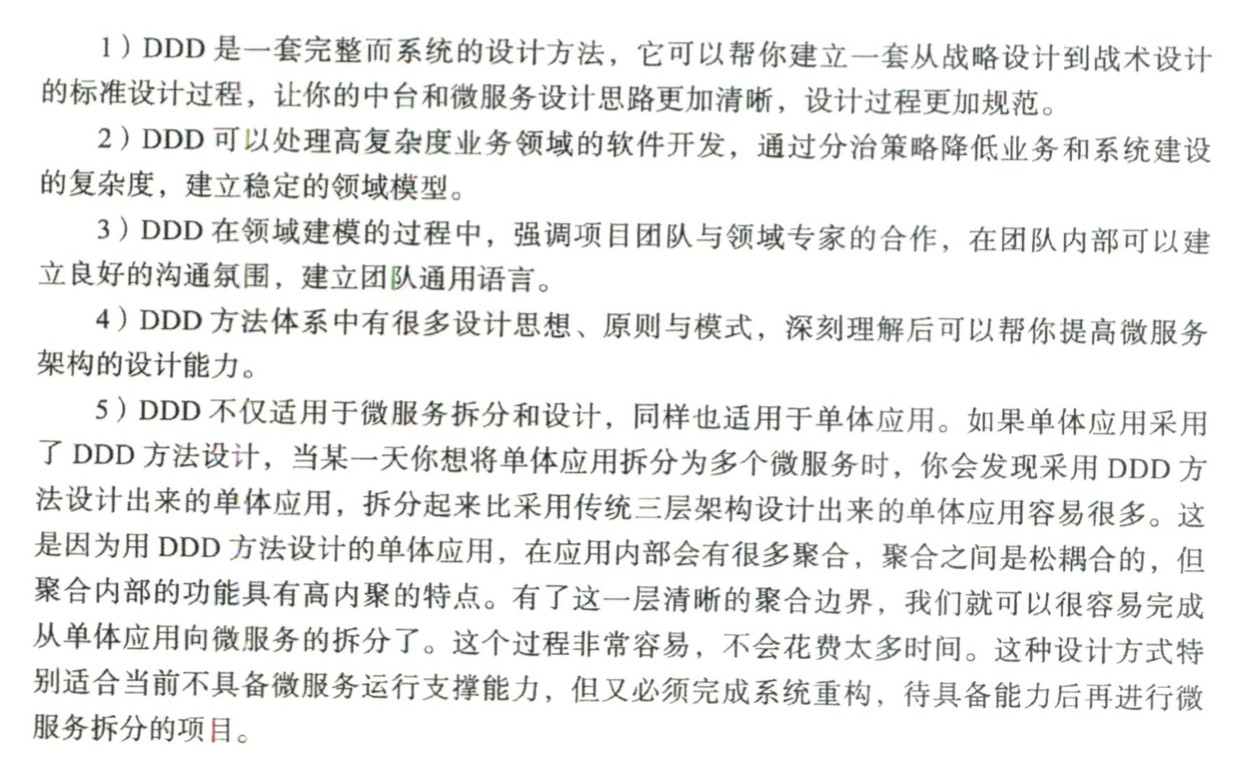 1）DDD 是一套完整而系统的设计方法，它可以帮你建立一套从战略设计到战术设计
的标准设计过程，让你的中台和微服务设计思路更加清晰，设计过程更加规范。
2）DDD 可以处理高复杂度业务领域的软件开发，通过分治策略降低业务和系统建设
的复杂度，建立稳定的领域模型。
3）DDD 在领域建模的过程中，强调项目团队与领域专家的合作，在团队内部可以建
立良好的沟通氛围，建立团队通用语言。
4）DDD 方法体系中有很多设计思想、原则与模式，深刻理解后可以帮你提高微服务
架构的设计能力。
5）DDD 不仅适用于微服务拆分和设计，同样也适用于单体应用。如果单体应用采用
了 DDD 方法设计，当某一天你想将单体应用拆分为多个微服务时，你会发现采用 DDD 方
法设计出来的单体应用，拆分起来比采用传统三层架构设计出来的单体应用容易很多。这
是因为用 DDD 方法设计的单体应用，在应用内部会有很多聚合，聚合之间是松耦合的，但
聚合内部的功能具有高内聚的特点。有了这一层清晰的聚合边界，我们就可以很容易完成
从单体应用向微服务的拆分了。这个过程非常容易，不会花费太多时间。这种设计方式特
别适合当前不具备微服务运行支撑能力，但又必须完成系统重构，待具备能力后再进行微
服务拆分的项目。